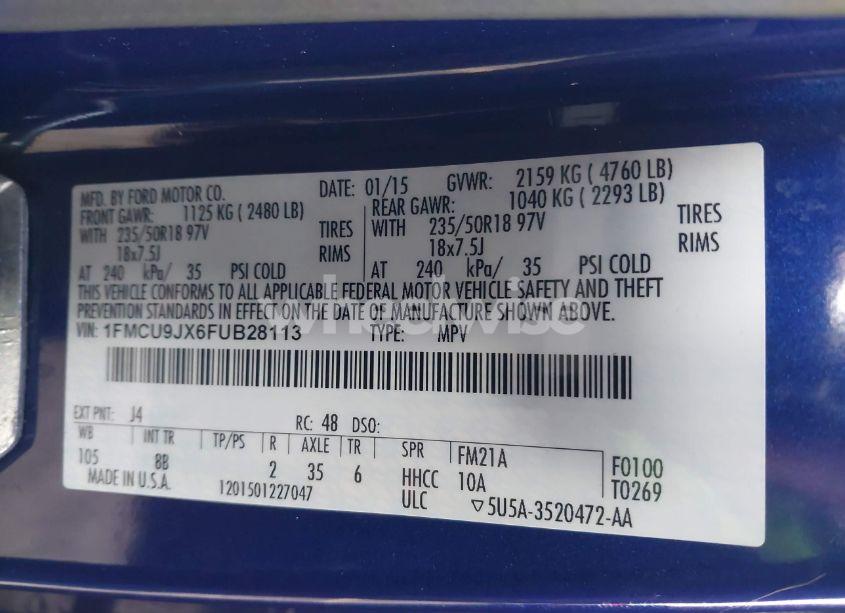 MFD. BY FORD MOTOR CO. DATE: 01/15 GVWR: 2159 KG ( 4760 LB)
FRONT GAWR: 1125 KG ( 2480 LB) REAR GAWR: 1040 KG ( 2293 LB)
WITH 235/50R18 97V TIRES WITH 235/50R18 97V TIRES
18x7.5J RIMS 18x7.5J RIMS
AT 240 kPa/ 35 PSI COLD AT 240 kPa/ 35 PSI COLD
THIS VEHICLE CONFORMS TO ALL APPLICABLE FEDERAL MOTOR VEHICLE SAFETY AND THEFT
PREVENTION STANDARDS IN EFFECT ON THE DATE OF MANUFACTURE SHOWN ABOVE.
VIN: 1FMCU9JX6FUB28113 TYPE: MPV
wheelwise
EXT PNT: J4 RC: 48 DSO:
WB INT TR TP/PS R AXLE TR SPR FM21A F0100
105 8B 2 35 6 HHCC 10A T0269
MADE IN U.S.A. 1201501227047 ULC ▽5U5A-3520472-AA